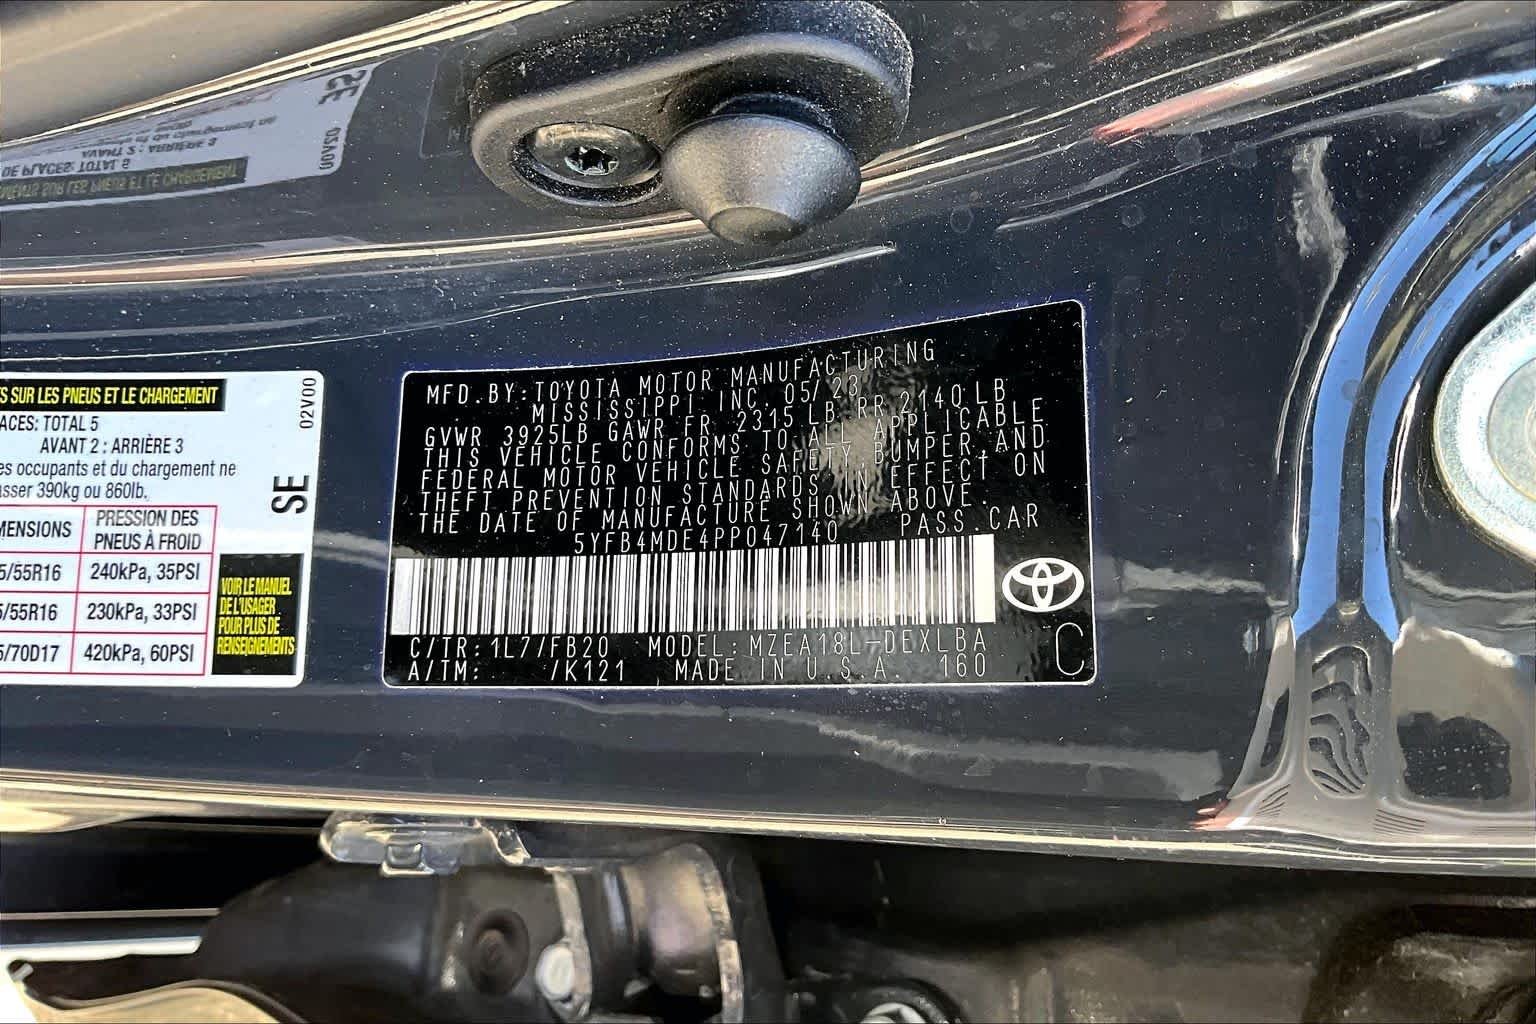 TS SUR LES PNEUS ET LE CHARGEMENT
ACES: TOTAL 5
AVANT 2 : ARRIÈRE 3
es occupants et du chargement ne
asser 390kg ou 860lb.
MENSIONS PRESSION DES PNEUS À FROID
5/55R16 240kPa, 35PSI
5/55R16 230kPa, 33PSI
5/70D17 420kPa, 60PSI
VOIR LE MANUEL
DE L'USAGER
POUR PLUS DE
RENSEIGNEMENTS
02V00
SE
MFD. BY: TOYOTA MOTOR MANUFACTURING
MISSISSIPPI INC. 05/23
GVWR 3925LB GAWR FR 2315 LB RR 2140 LB
THIS VEHICLE CONFORMS TO ALL APPLICABLE
FEDERAL MOTOR VEHICLE SAFETY, BUMPER, AND
THEFT PREVENTION STANDARDS IN EFFECT ON
THE DATE OF MANUFACTURE SHOWN ABOVE.
5YFB4MDE4PP047140 PASS. CAR
C/TR: 1L7/FB20 MODEL: MZEA18L-DEXLBA
A/TM: /K121 MADE IN U.S.A. 160
C